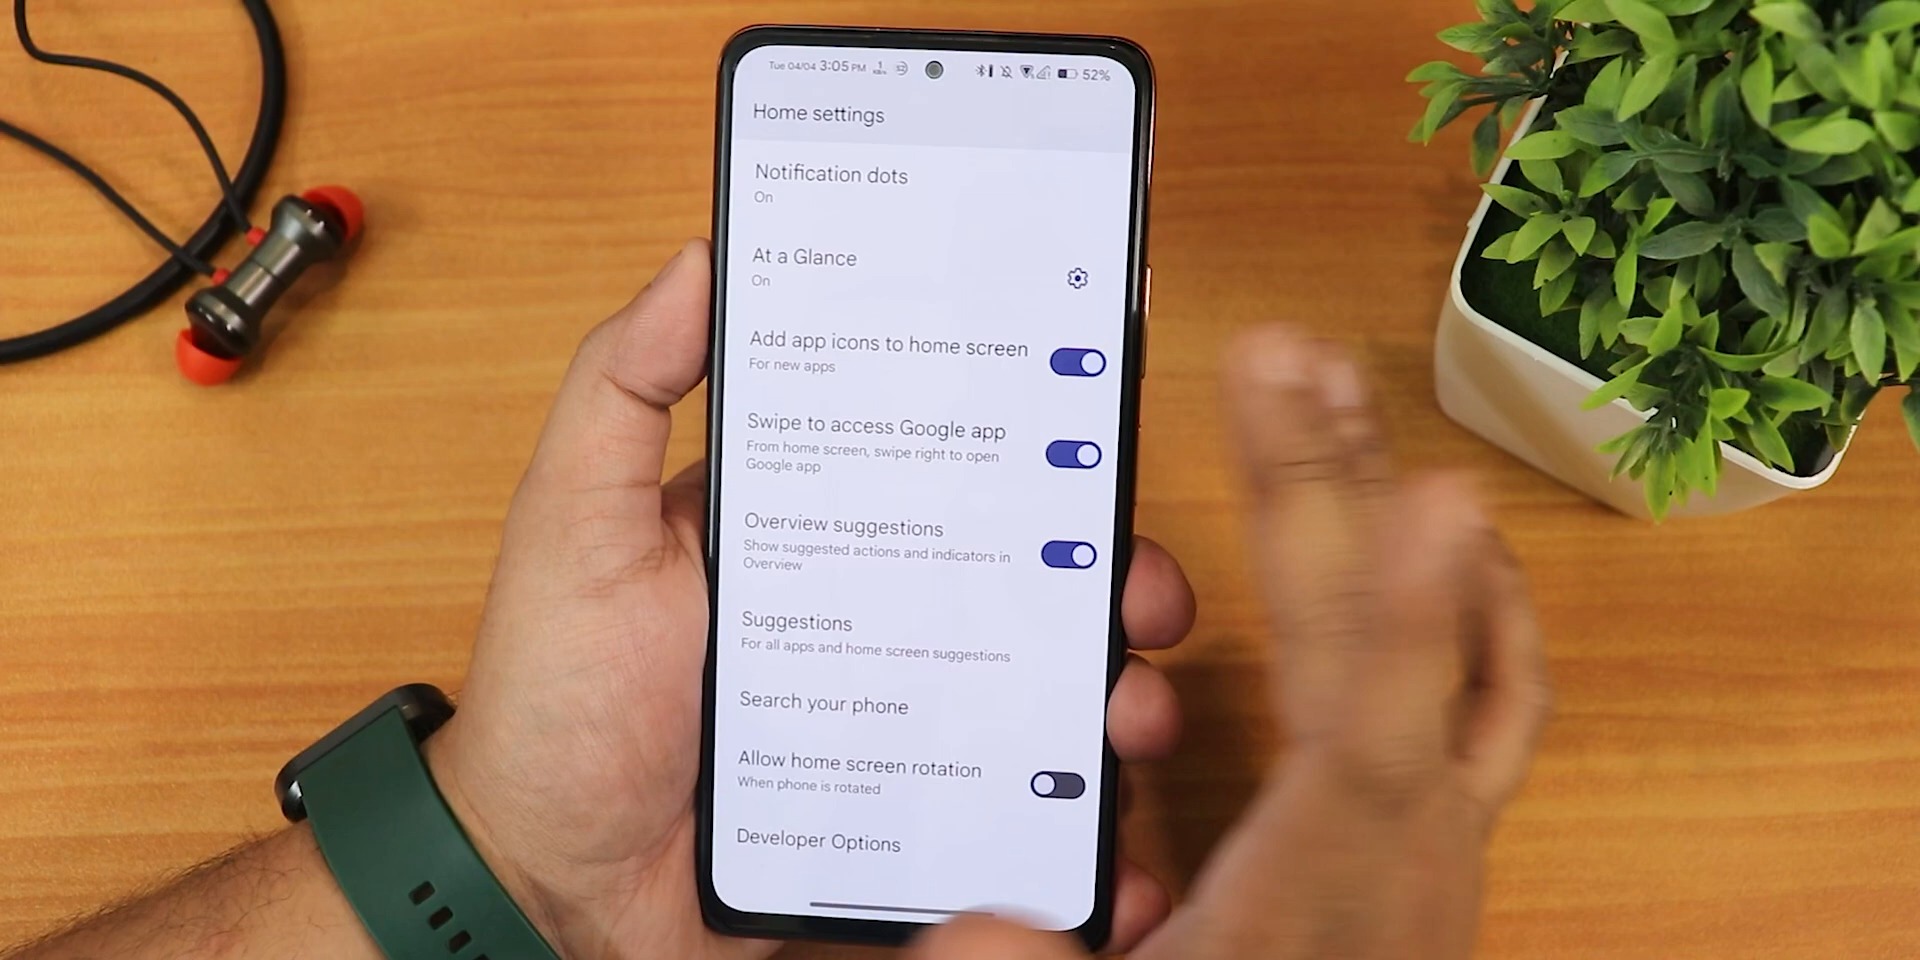 Tue 04/04 3:05 PM 52%
Home settings
Notification dots
On
At a Glance
On
Add app icons to home screen
For new apps
Swipe to access Google app
From home screen, swipe right to open
Google app
Overview suggestions
Show suggested actions and indicators in
Overview
Suggestions
For all apps and home screen suggestions
Search your phone
Allow home screen rotation
When phone is rotated
Developer Options